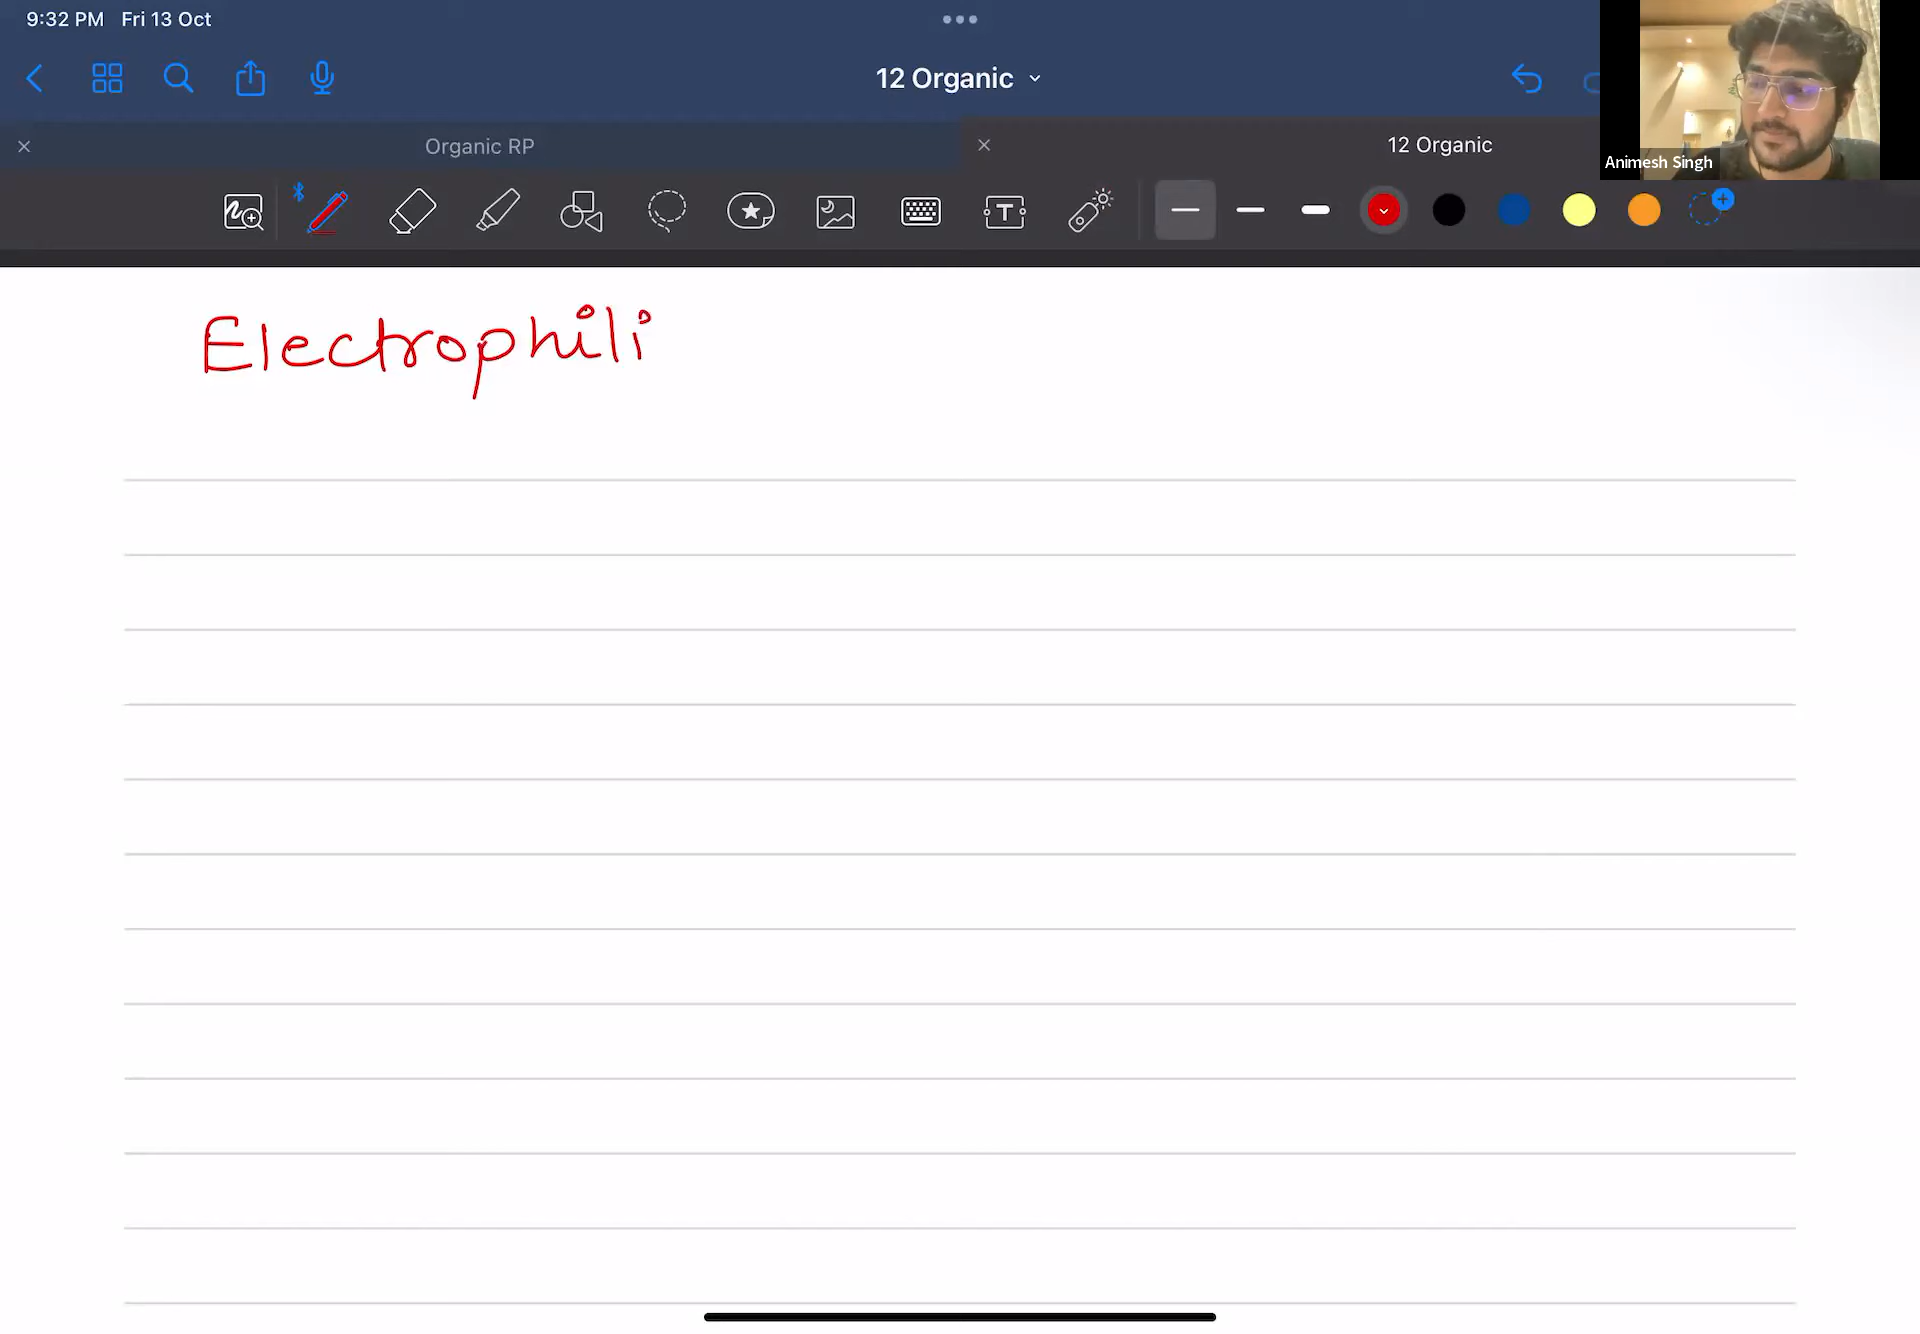 9:32 PM Fri 13 Oct
12 Organic
Organic RP
12 Organic
Animesh Singh
T
Electrophili